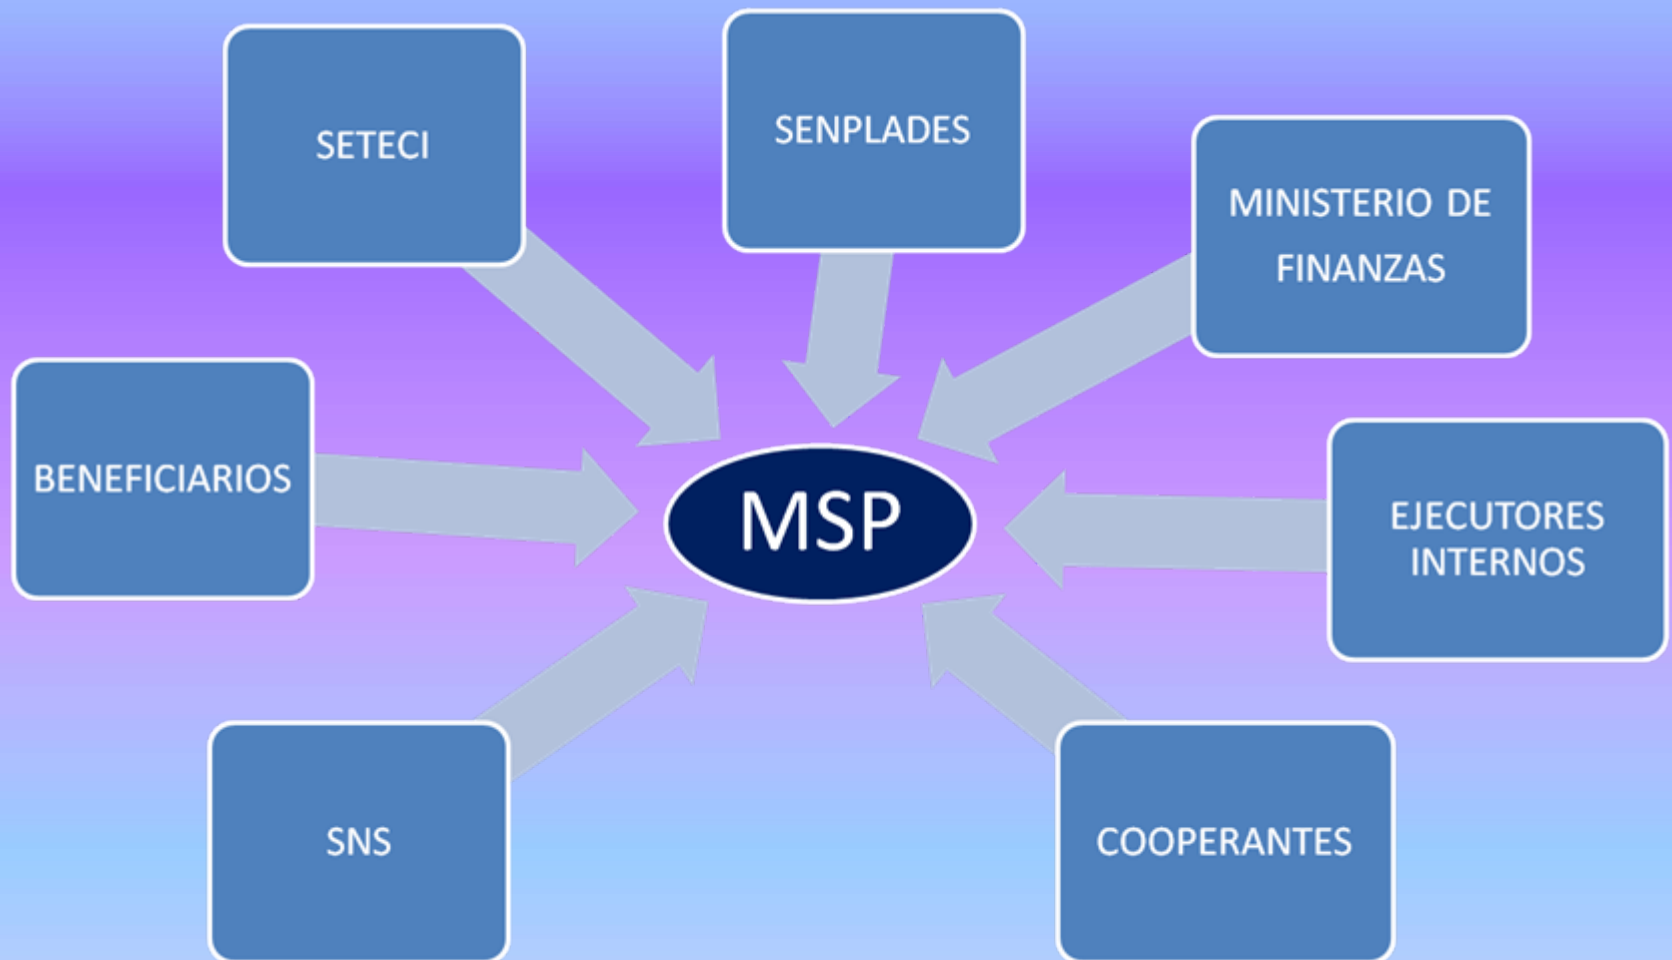 SETECI
SENPLADES
MINISTERIO DE
FINANZAS
BENEFICIARIOS
MSP
EJECUTORES
INTERNOS
SNS
COOPERANTES